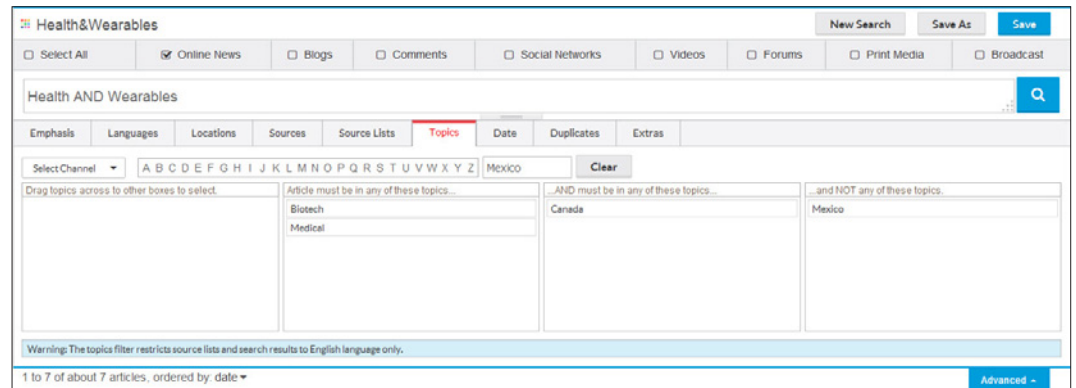 Health&Wearables New Search Save As Save
Select All Online News Blogs Comments Social Networks Videos Forums Print Media Broadcast
Health AND Wearables
Emphasis Languages Locations Sources Source Lists Topics Date Duplicates Extras
Select Channel A B C D E F G H I J K L M N O P Q R S T U V W X Y Z Mexico Clear
Drag topics across to other boxes to select. Article must be in any of these topics... ...AND must be in any of these topics... ...and NOT any of these topics.
Biotech Canada Mexico
Medical
Warning: The topics filter restricts source lists and search results to English language only.
1 to 7 of about 7 articles, ordered by: date Advanced